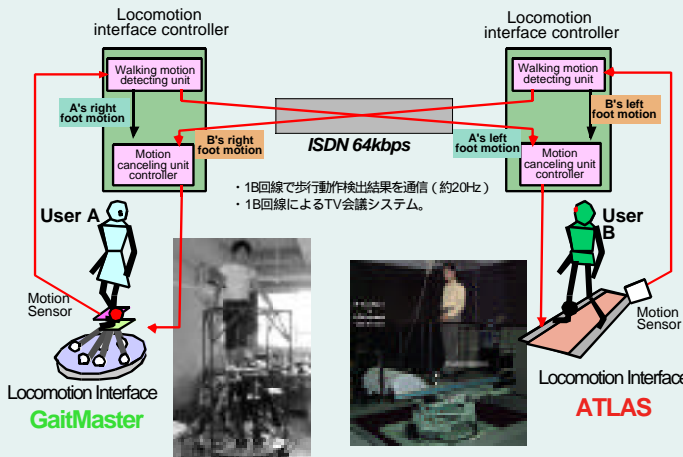 Locomotion
interface controller
Walking motion
detecting unit
A's right
foot motion
B's right
foot motion
Motion
canceling unit
controller
ISDN 64kbps
Locomotion
interface controller
Walking motion
detecting unit
B's left
foot motion
A's left
foot motion
Motion
canceling unit
controller
・1B回線で歩行動作検出結果を通信（約20Hz）
・1B回線によるTV会議システム。
User A
Motion
Sensor
Locomotion Interface
GaitMaster
User
B
Motion
Sensor
Locomotion Interface
ATLAS